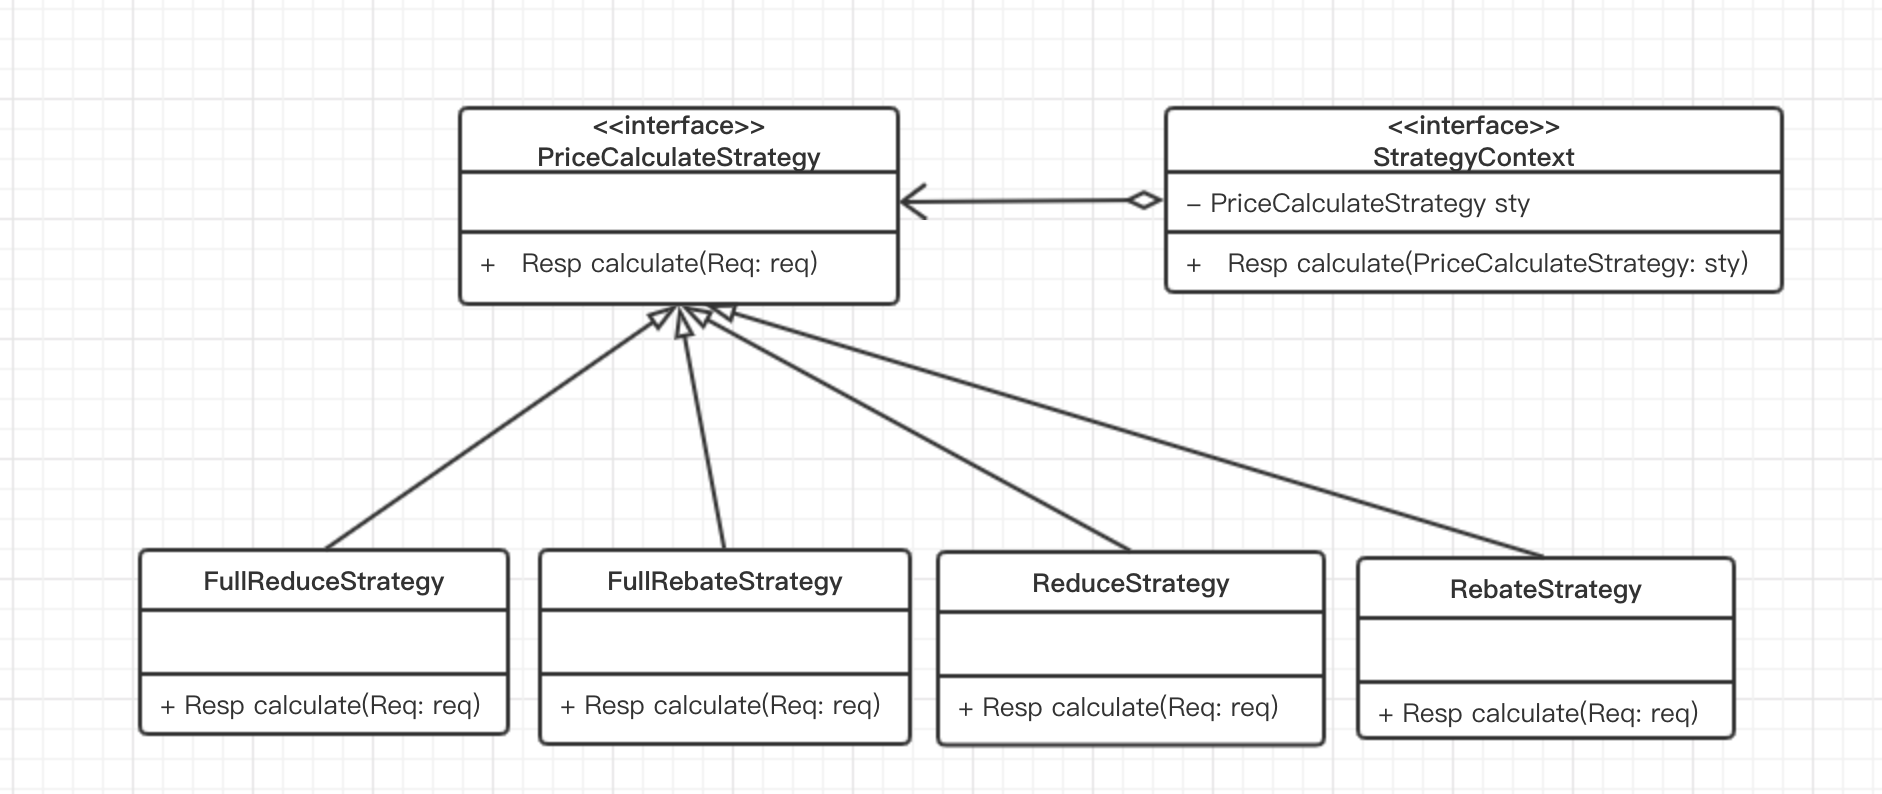 <<interface>>
PriceCalculateStrategy
+ Resp calculate(Req: req)
<<interface>>
StrategyContext
– PriceCalculateStrategy sty
+ Resp calculate(PriceCalculateStrategy: sty)
FullReduceStrategy
+ Resp calculate(Req: req)
FullRebateStrategy
+ Resp calculate(Req: req)
ReduceStrategy
+ Resp calculate(Req: req)
RebateStrategy
+ Resp calculate(Req: req)